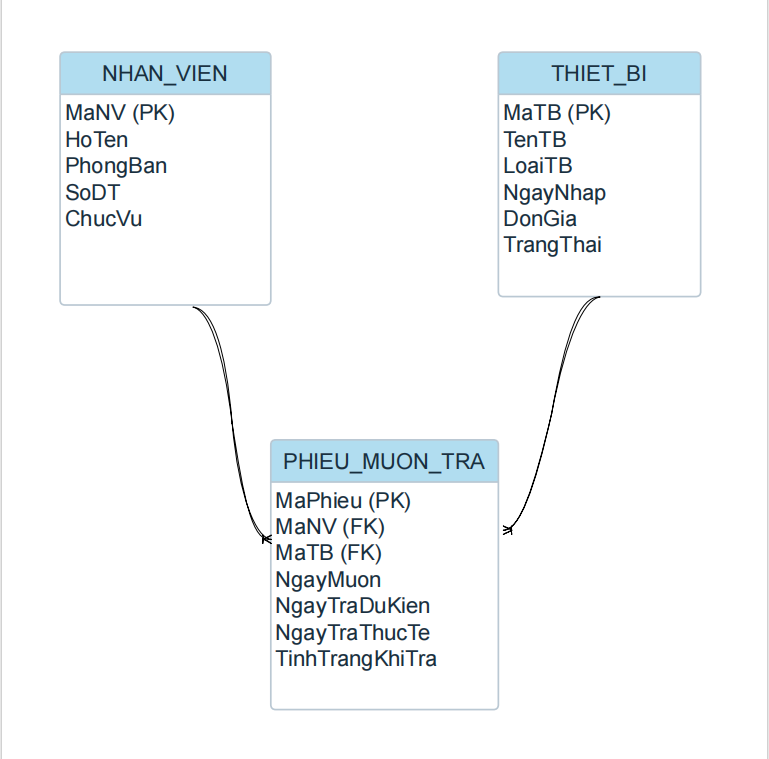 NHAN_VIEN
MaNV (PK)
HoTen
PhongBan
SoDT
ChucVu
THIET_BI
MaTB (PK)
TenTB
LoaiTB
NgayNhap
DonGia
TrangThai
PHIEU_MUON_TRA
MaPhieu (PK)
MaNV (FK)
MaTB (FK)
NgayMuon
NgayTraDuKien
NgayTraThucTe
TinhTrangKhiTra